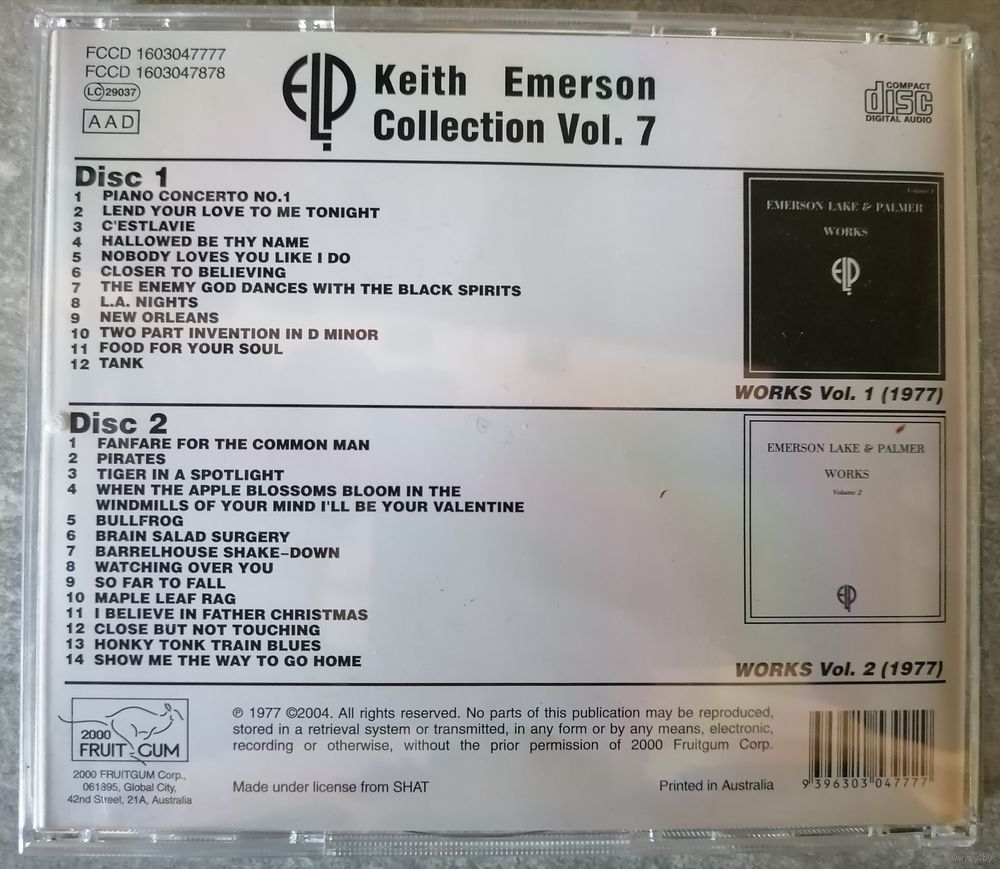 FCCD 1603047777
FCCD 1603047878
LC 29037
AAD
ELP
Keith Emerson
Collection Vol. 7
COMPACT
disc
DIGITAL AUDIO
Disc 1
1 PIANO CONCERTO NO.1
2 LEND YOUR LOVE TO ME TONIGHT
3 C'ESTLAVIE
4 HALLOWED BE THY NAME
5 NOBODY LOVES YOU LIKE I DO
6 CLOSER TO BELIEVING
7 THE ENEMY GOD DANCES WITH THE BLACK SPIRITS
8 L.A. NIGHTS
9 NEW ORLEANS
10 TWO PART INVENTION IN D MINOR
11 FOOD FOR YOUR SOUL
12 TANK
Volume 1
EMERSON LAKE & PALMER
WORKS
ELP
WORKS Vol. 1 (1977)
Disc 2
1 FANFARE FOR THE COMMON MAN
2 PIRATES
3 TIGER IN A SPOTLIGHT
4 WHEN THE APPLE BLOSSOMS BLOOM IN THE
WINDMILLS OF YOUR MIND I'LL BE YOUR VALENTINE
5 BULLFROG
6 BRAIN SALAD SURGERY
7 BARRELHOUSE SHAKE-DOWN
8 WATCHING OVER YOU
9 SO FAR TO FALL
10 MAPLE LEAF RAG
11 I BELIEVE IN FATHER CHRISTMAS
12 CLOSE BUT NOT TOUCHING
13 HONKY TONK TRAIN BLUES
14 SHOW ME THE WAY TO GO HOME
EMERSON LAKE & PALMER
WORKS
Volume 2
ELP
WORKS Vol. 2 (1977)
2000
FRUIT GUM
2000 FRUITGUM Corp.,
061895, Global City,
42nd Street, 21A, Australia
℗ 1977 ©2004. All rights reserved. No parts of this publication may be reproduced,
stored in a retrieval system or transmitted, in any form or by any means, electronic,
recording or otherwise, without the prior permission of 2000 Fruitgum Corp.
Made under license from SHAT
Printed in Australia
9 396303 047777
www.ay.by